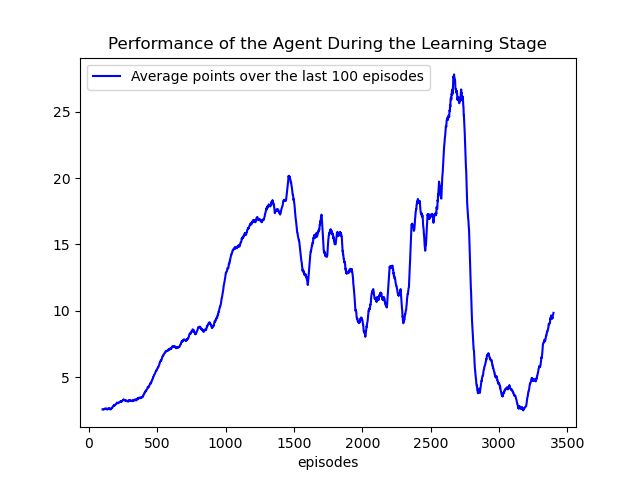 Performance of the Agent During the Learning Stage
Average points over the last 100 episodes
25
20
15
10
5
0 500 1000 1500 2000 2500 3000 3500
episodes